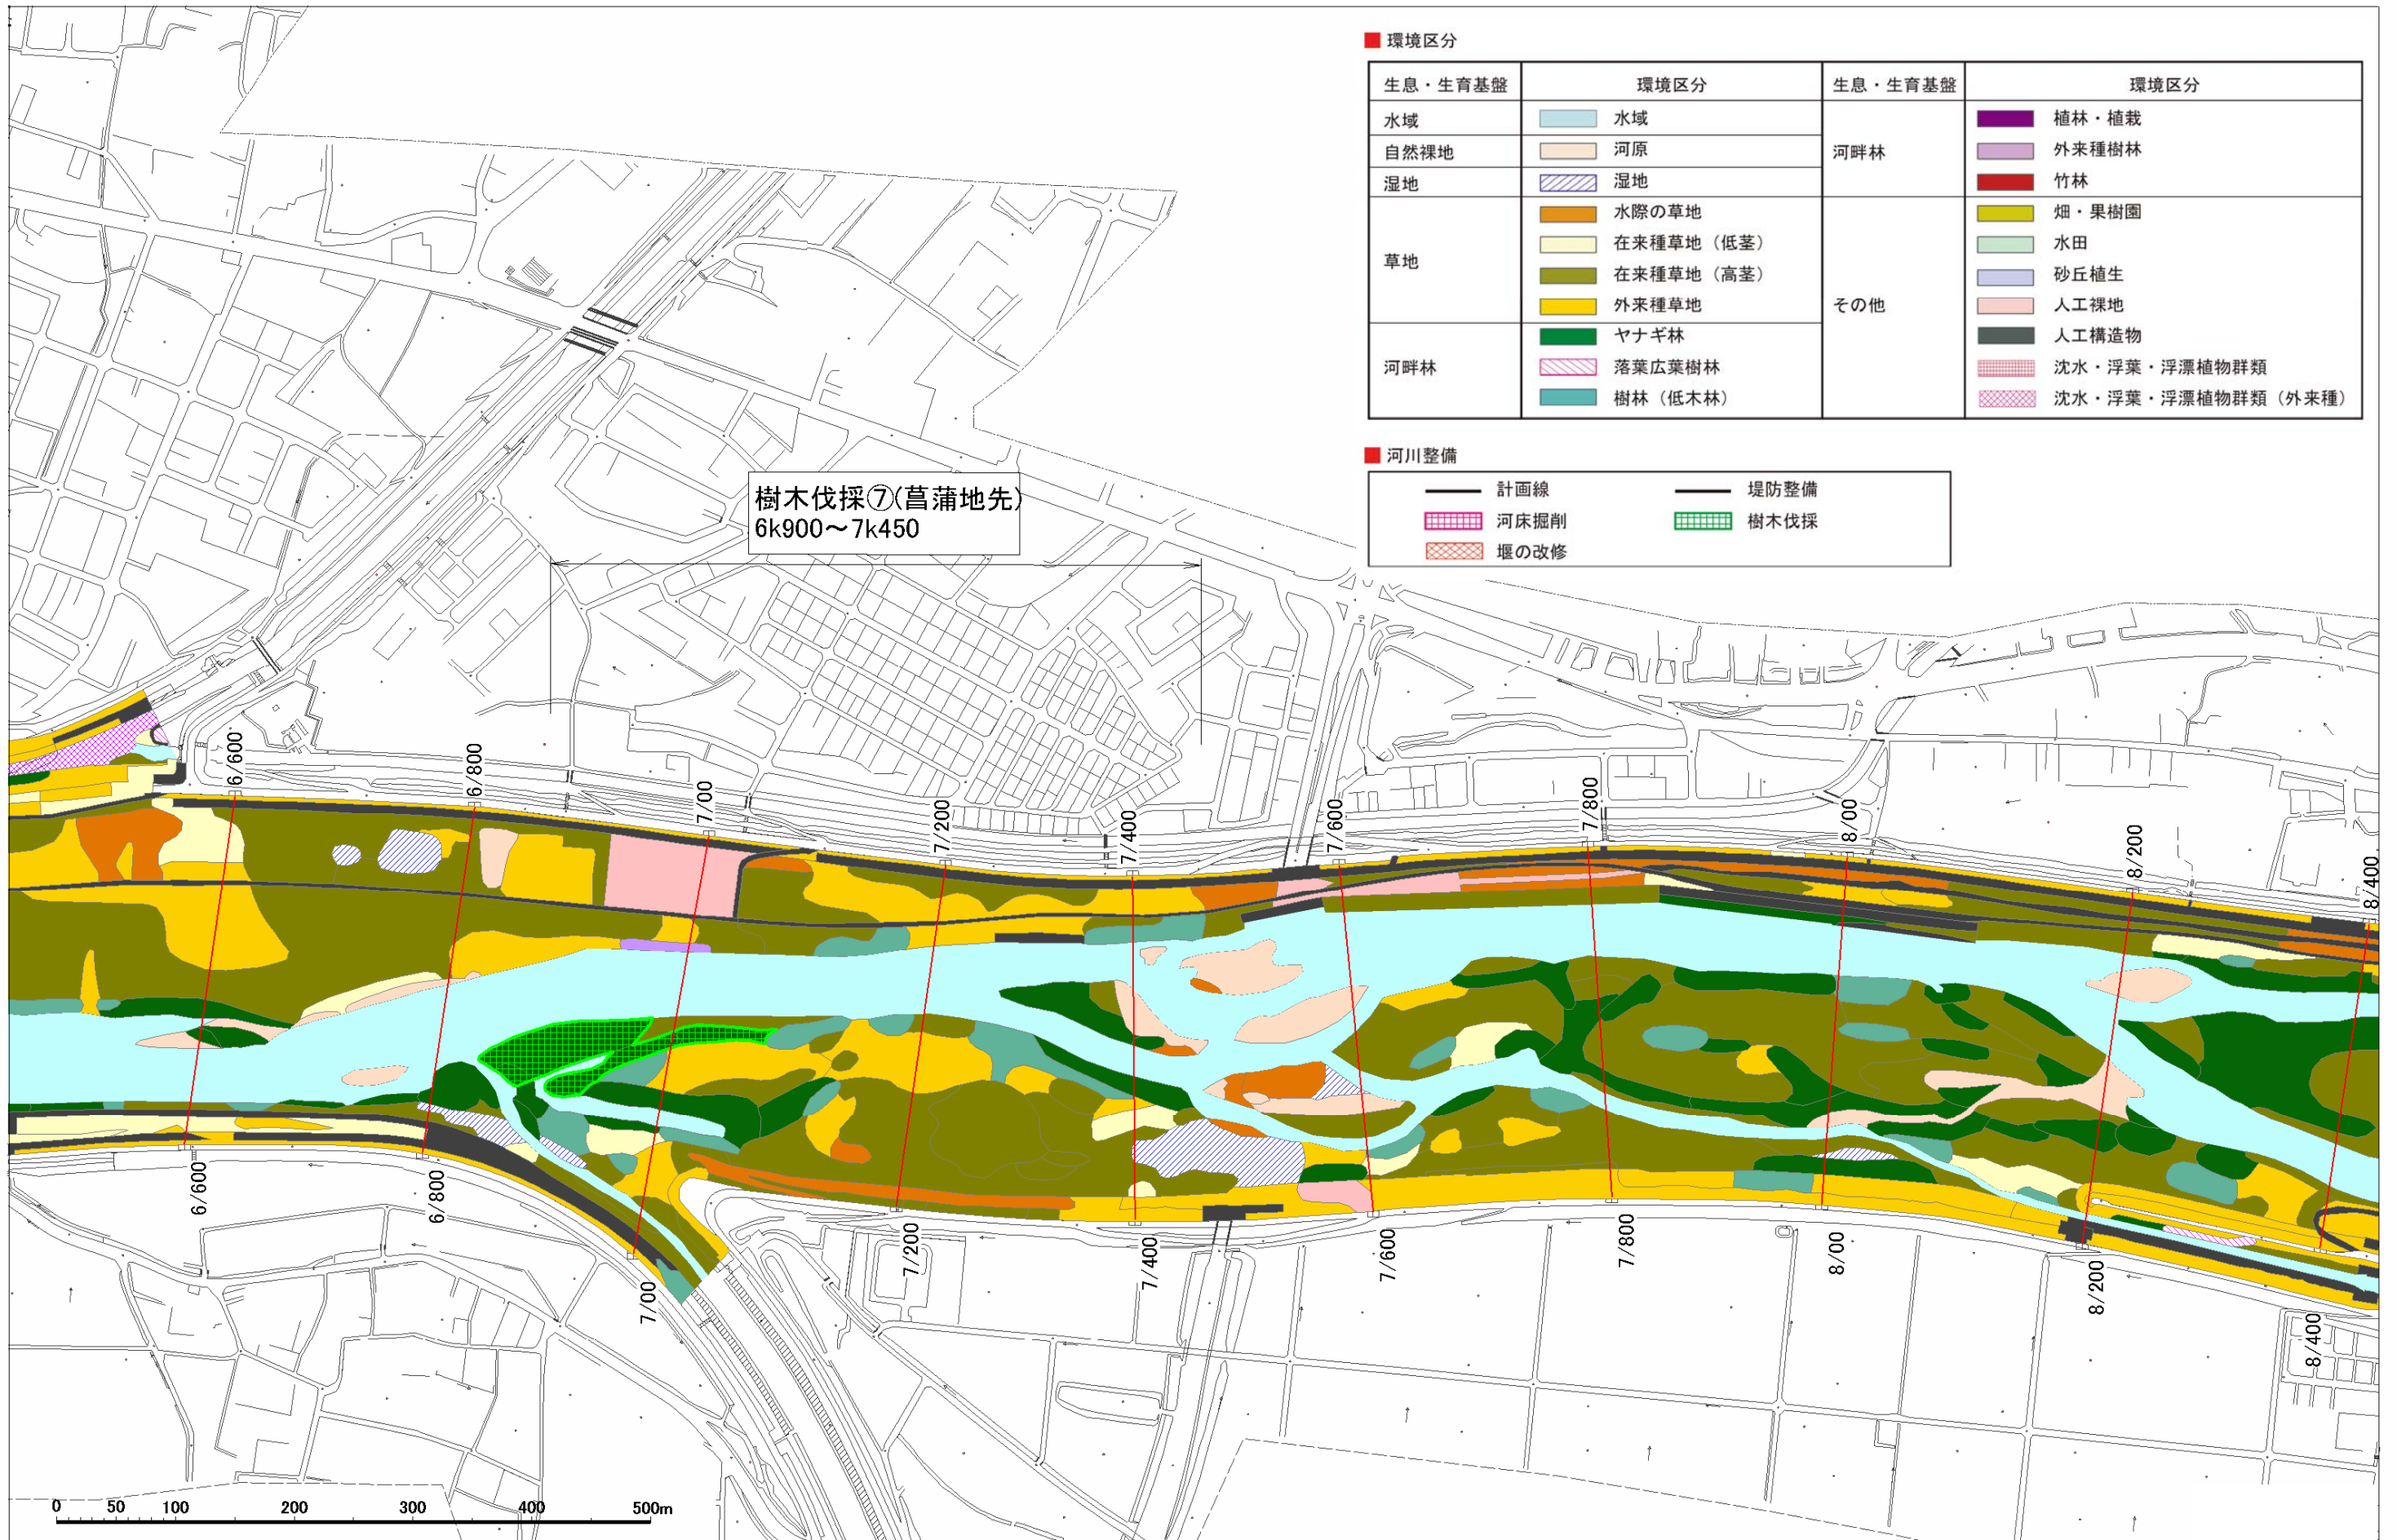 ■ 環境区分
生息・生育基盤 環境区分 生息・生育基盤 環境区分
水域 水域 河畔林 植林・植栽
自然裸地 河原 外来種樹林
湿地 湿地 竹林
草地 水際の草地 その他 畑・果樹園
在来種草地（低茎） 水田
在来種草地（高茎） 砂丘植生
外来種草地 人工裸地
河畔林 ヤナギ林 人工構造物
落葉広葉樹林 沈水・浮葉・浮漂植物群類
樹林（低木林） 沈水・浮葉・浮漂植物群類（外来種）
■ 河川整備
計画線 堤防整備
河床掘削 樹木伐採
堰の改修
樹木伐採⑦(菖蒲地先)
6k900～7k450
6/600
6/800
7/00
7/200
7/400
7/600
7/800
8/00
8/200
8/400
6/600
6/800
7/00
7/200
7/400
7/600
7/800
8/00
8/200
8/400
0 50 100 200 300 400 500m